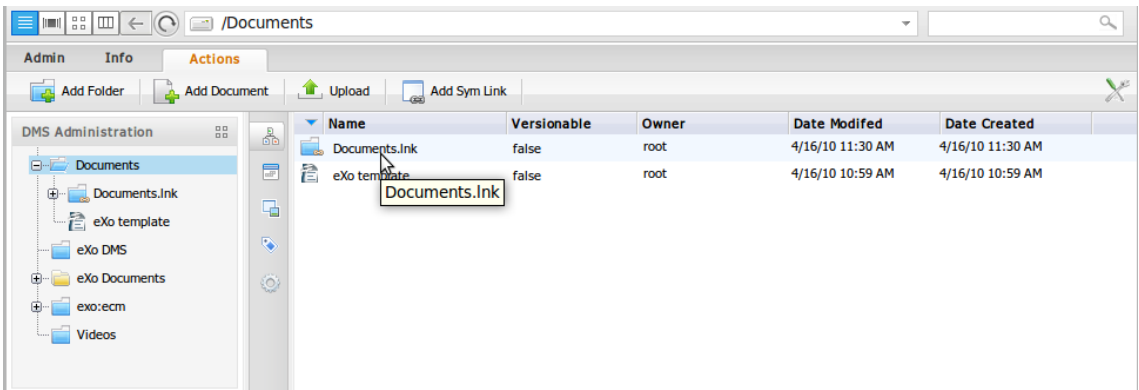 /Documents
Admin Info Actions
Add Folder Add Document Upload Add Sym Link
DMS Administration
Documents
Documents.lnk
eXo template
eXo DMS
eXo Documents
exo:ecm
Videos
Name Versionable Owner Date Modifed Date Created
Documents.lnk false root 4/16/10 11:30 AM 4/16/10 11:30 AM
eXo template false root 4/16/10 10:59 AM 4/16/10 10:59 AM
Documents.lnk